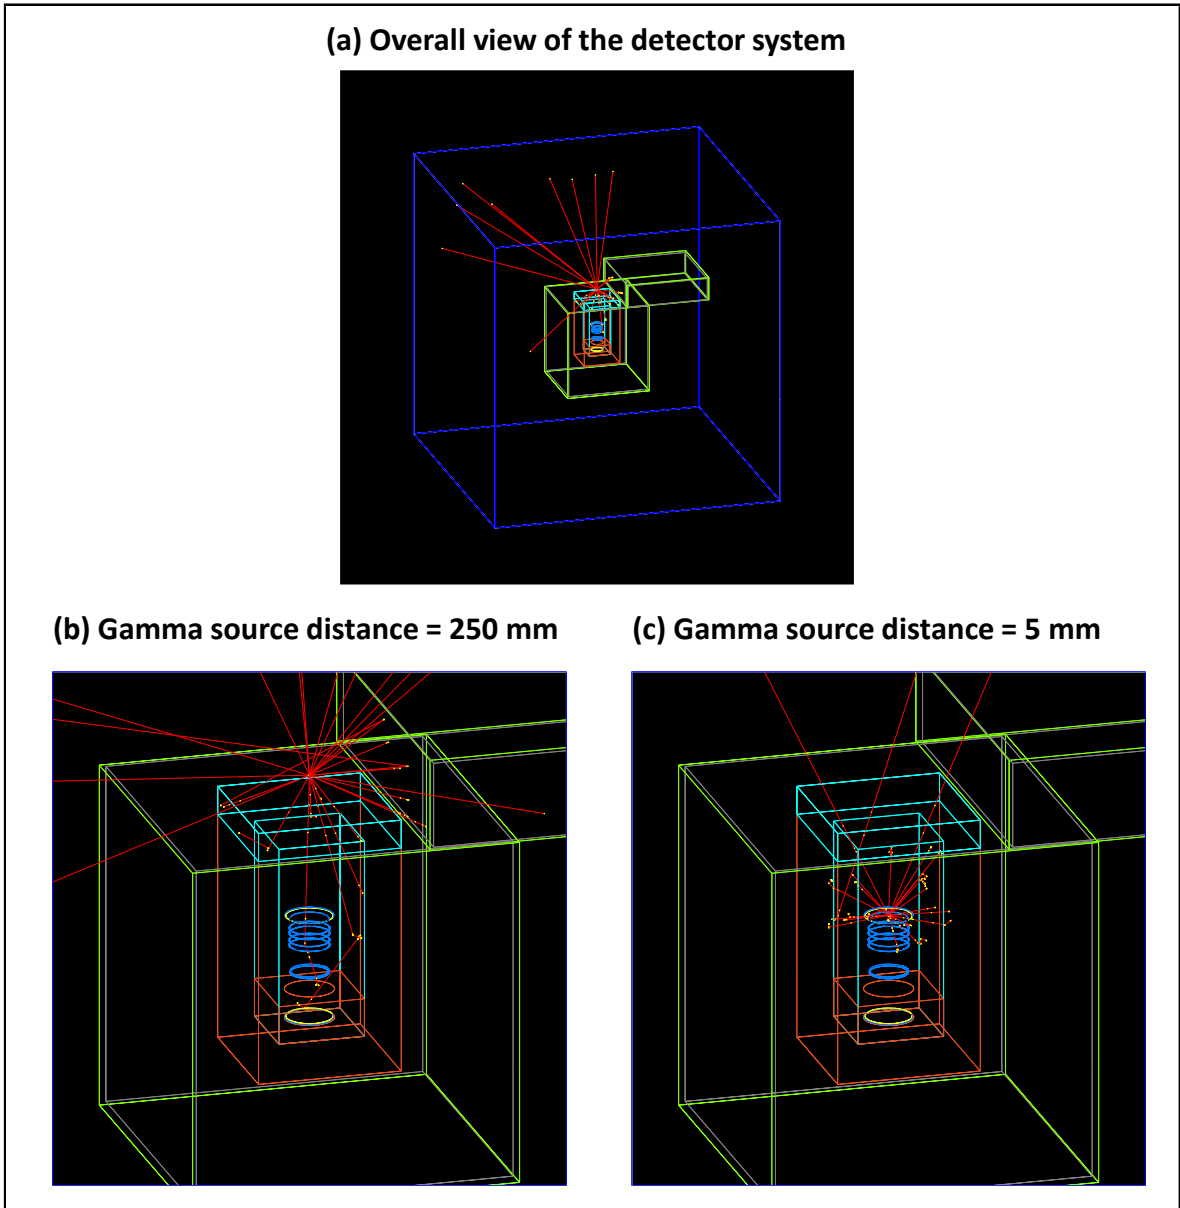 (a) Overall view of the detector system
(b) Gamma source distance = 250 mm
(c) Gamma source distance = 5 mm